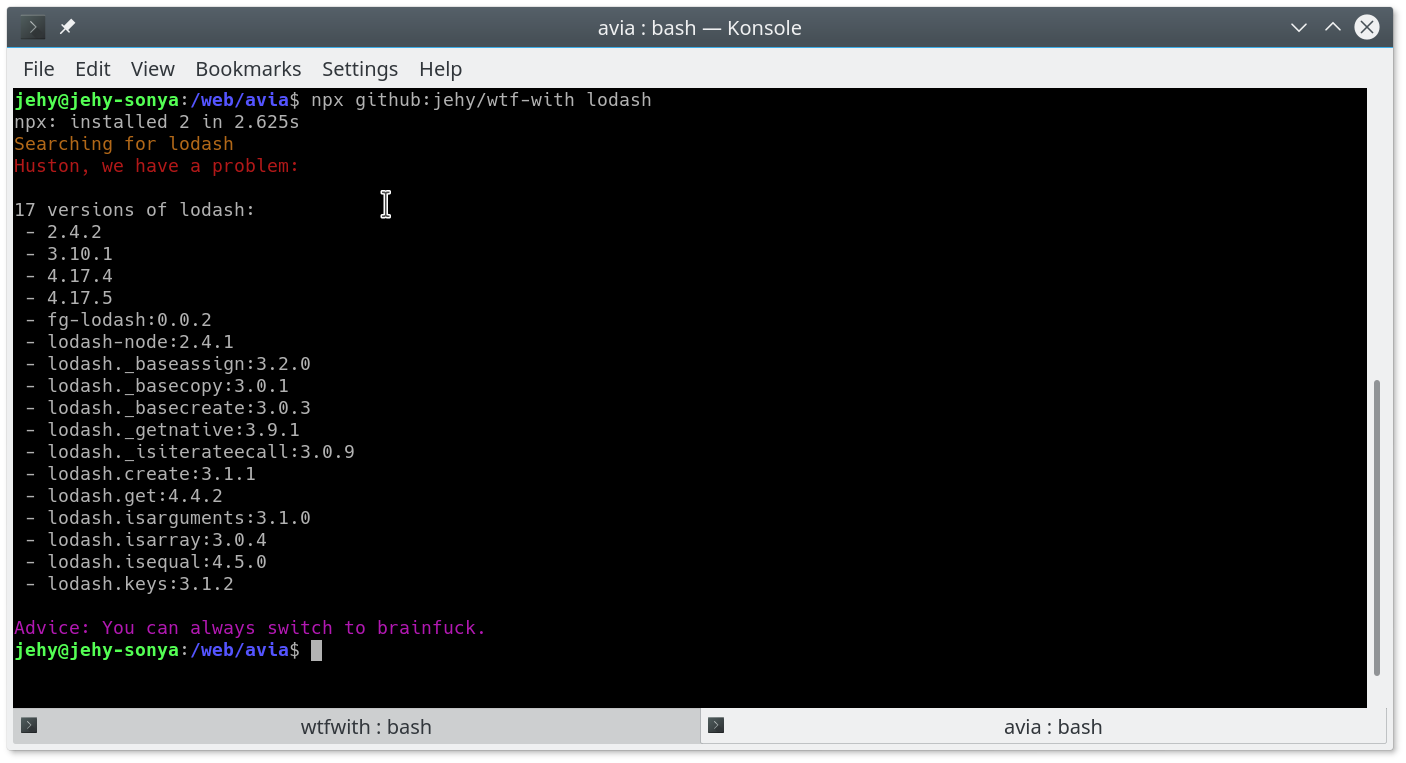 avia : bash — Konsole
File Edit View Bookmarks Settings Help
jehy@jehy-sonya:/web/avia$ npx github:jehy/wtf-with lodash
npx: installed 2 in 2.625s
Searching for lodash
Huston, we have a problem:
17 versions of lodash:
- 2.4.2
- 3.10.1
- 4.17.4
- 4.17.5
- fg-lodash:0.0.2
- lodash-node:2.4.1
- lodash._baseassign:3.2.0
- lodash._basecopy:3.0.1
- lodash._basecreate:3.0.3
- lodash._getnative:3.9.1
- lodash._isiterateecall:3.0.9
- lodash.create:3.1.1
- lodash.get:4.4.2
- lodash.isarguments:3.1.0
- lodash.isarray:3.0.4
- lodash.isequal:4.5.0
- lodash.keys:3.1.2
Advice: You can always switch to brainfuck.
jehy@jehy-sonya:/web/avia$
wtfwith : bash
avia : bash